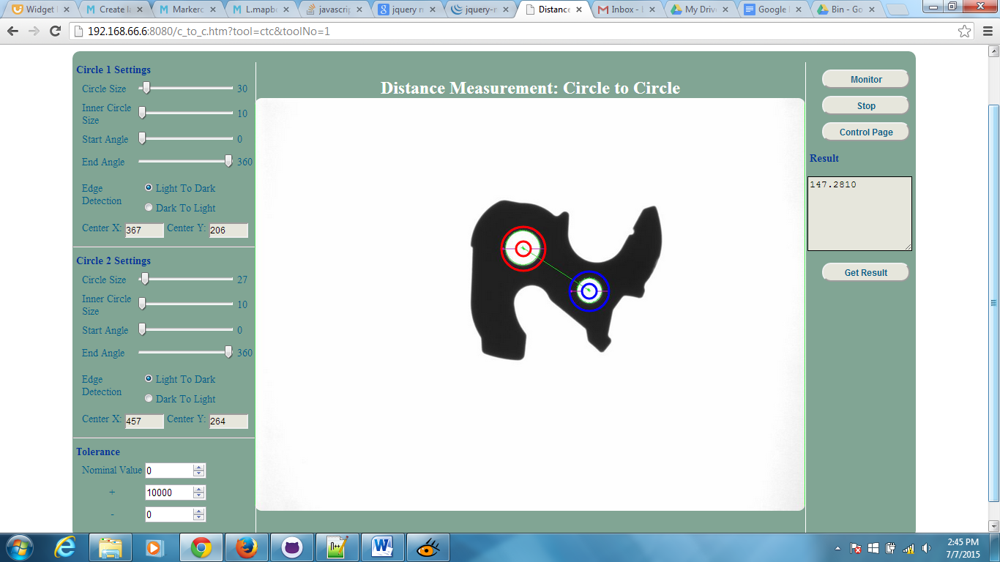 Widget
Create la
Markerc
L.mapb
javascrip
jquery n
jquery-n
Distance
Inbox -
My Driv
Google
Bin - Go
192.168.66.6:8080/c_to_c.htm?tool=ctc&toolNo=1
Circle 1 Settings
Circle Size 30
Inner Circle
Size 10
Start Angle 0
End Angle 360
Edge
Detection
Light To Dark
Dark To Light
Center X: 367 Center Y: 206
Circle 2 Settings
Circle Size 27
Inner Circle
Size 10
Start Angle 0
End Angle 360
Edge
Detection
Light To Dark
Dark To Light
Center X: 457 Center Y: 264
Tolerance
Nominal Value 0
+ 10000
- 0
Distance Measurement: Circle to Circle
Monitor
Stop
Control Page
Result
147.2810
Get Result
2:45 PM
7/7/2015